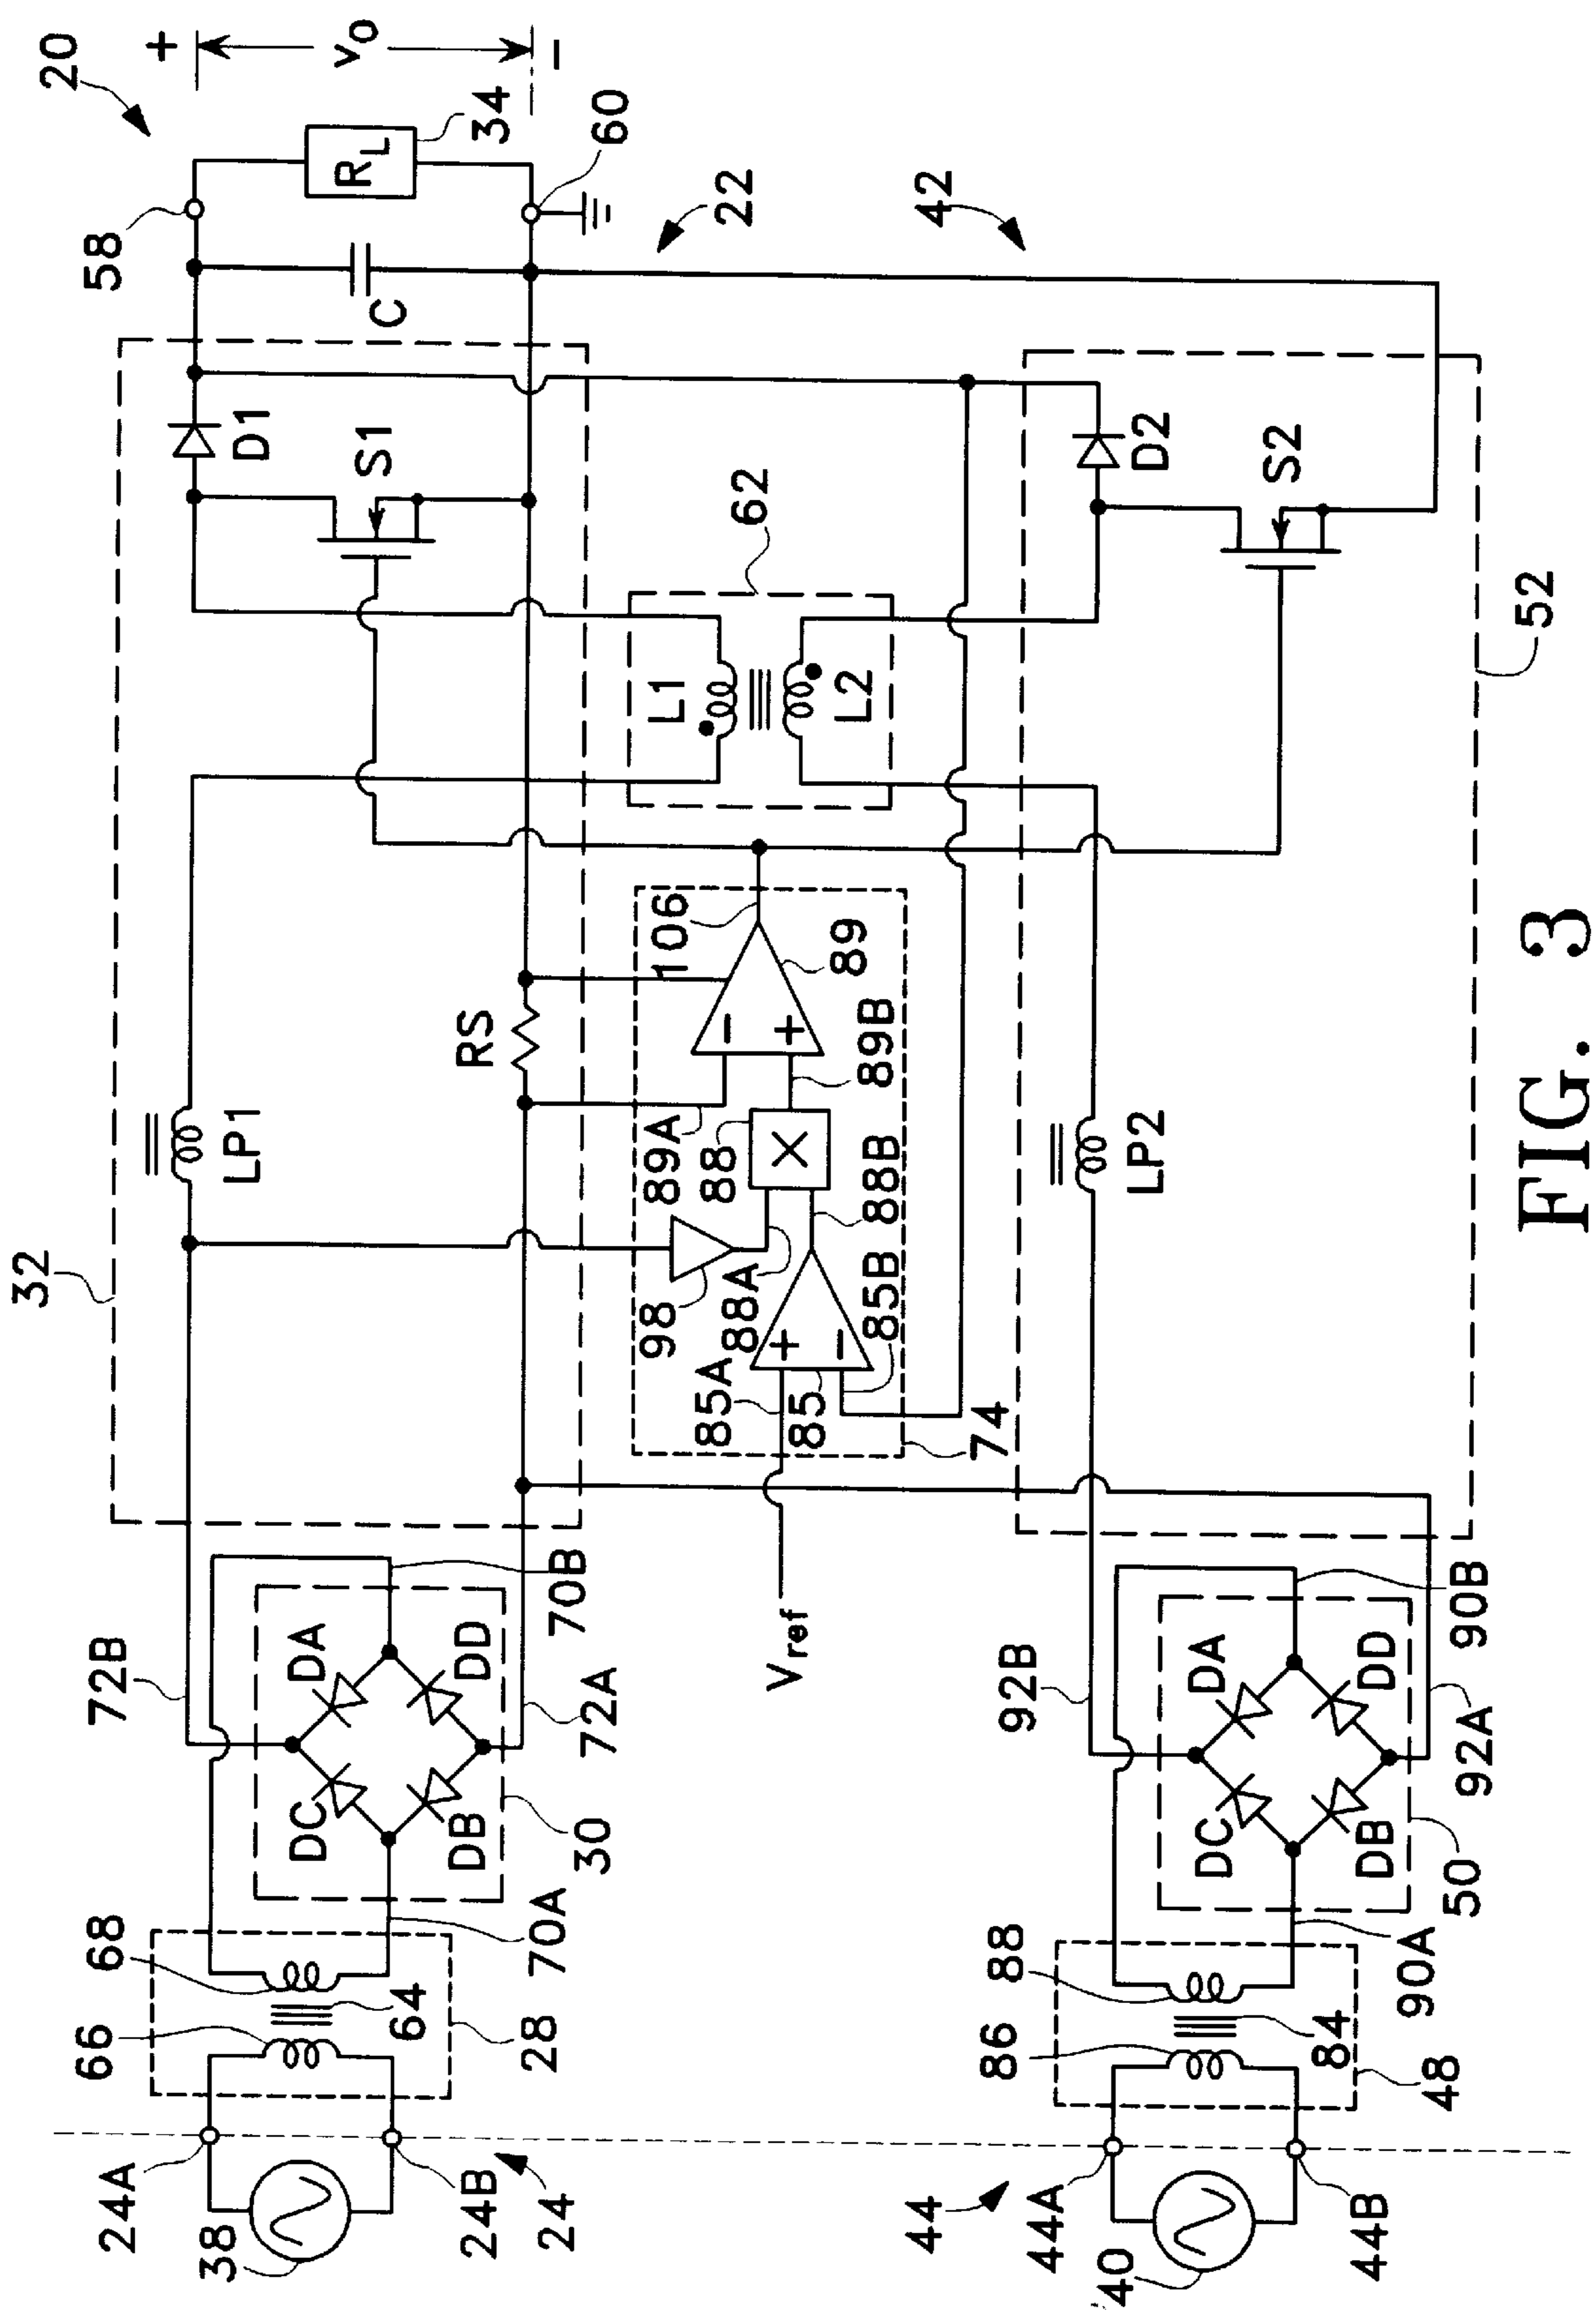 20
+
vo
−
58
34
RL
60
22
42
C
D1
S1
D2
S2
62
52
L1
L2
106
89
RS
89B
89A
88
88B
LP1
LP2
32
98
88A
85B
85A
85
74
Vref
72B
70B
72A
DA
DD
DC
DB
30
92B
90B
92A
DA
DD
DC
DB
50
68
70A
66
64
28
88
90A
86
84
48
24A
24B
24
38
44
44A
44B
40
+
−
−
+
FIG. 3